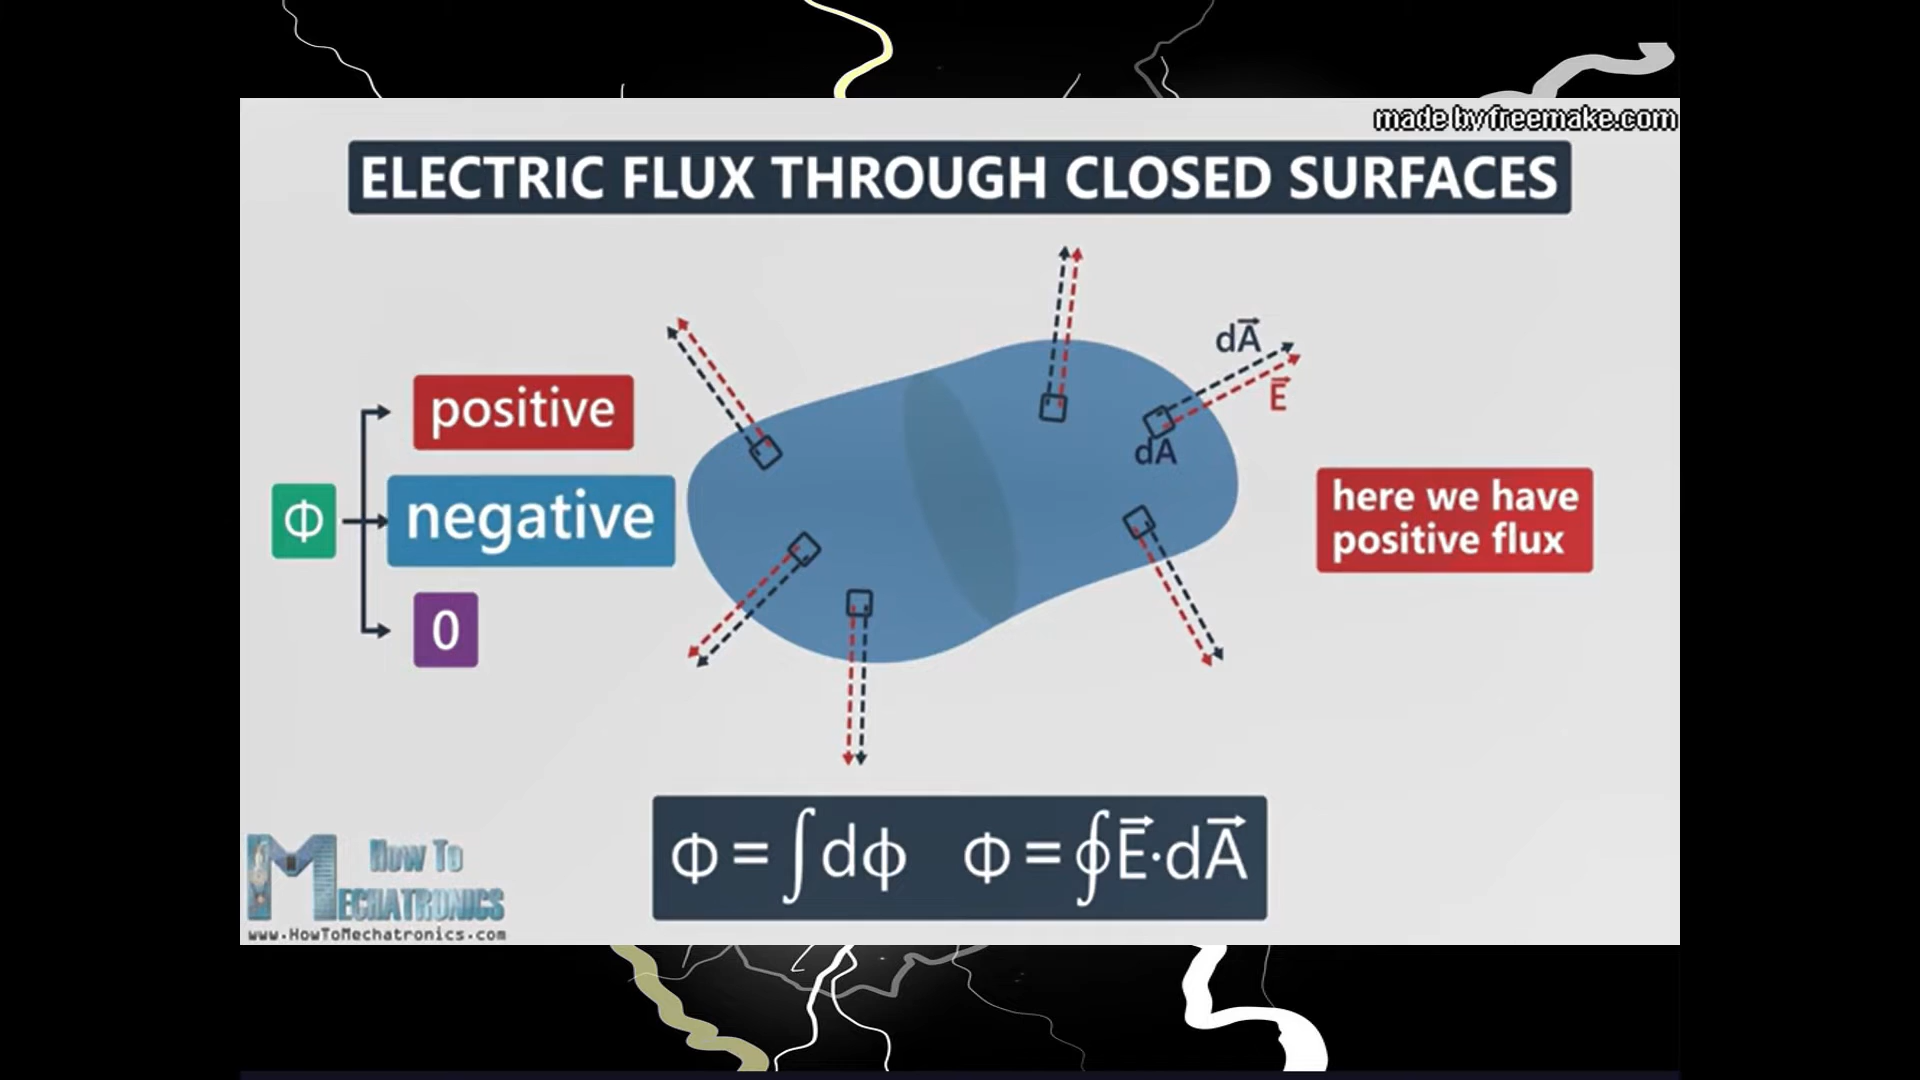 made by freemake.com
ELECTRIC FLUX THROUGH CLOSED SURFACES
dA⃗
E⃗
dA
positive
Φ
negative
0
here we have
positive flux
Φ = ∫dϕ   Φ = ∮E⃗·dA⃗
How To
MECHATRONICS
www.HowToMechatronics.com